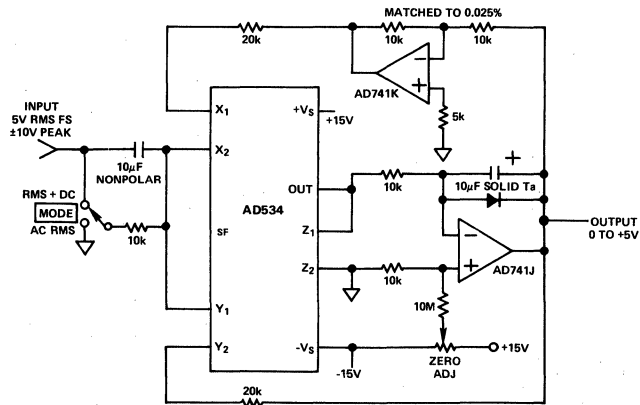 MATCHED TO 0.025%
20k
10k
10k
AD741K
5k
INPUT
5V RMS FS
±10V PEAK
10μF
NONPOLAR
RMS + DC
MODE
AC RMS
10k
X1
X2
SF
Y1
Y2
AD534
+VS
+15V
OUT
Z1
Z2
-VS
-15V
10k
10μF SOLID Ta
AD741J
10k
10M
ZERO
ADJ
+15V
OUTPUT
0 TO +5V
20k